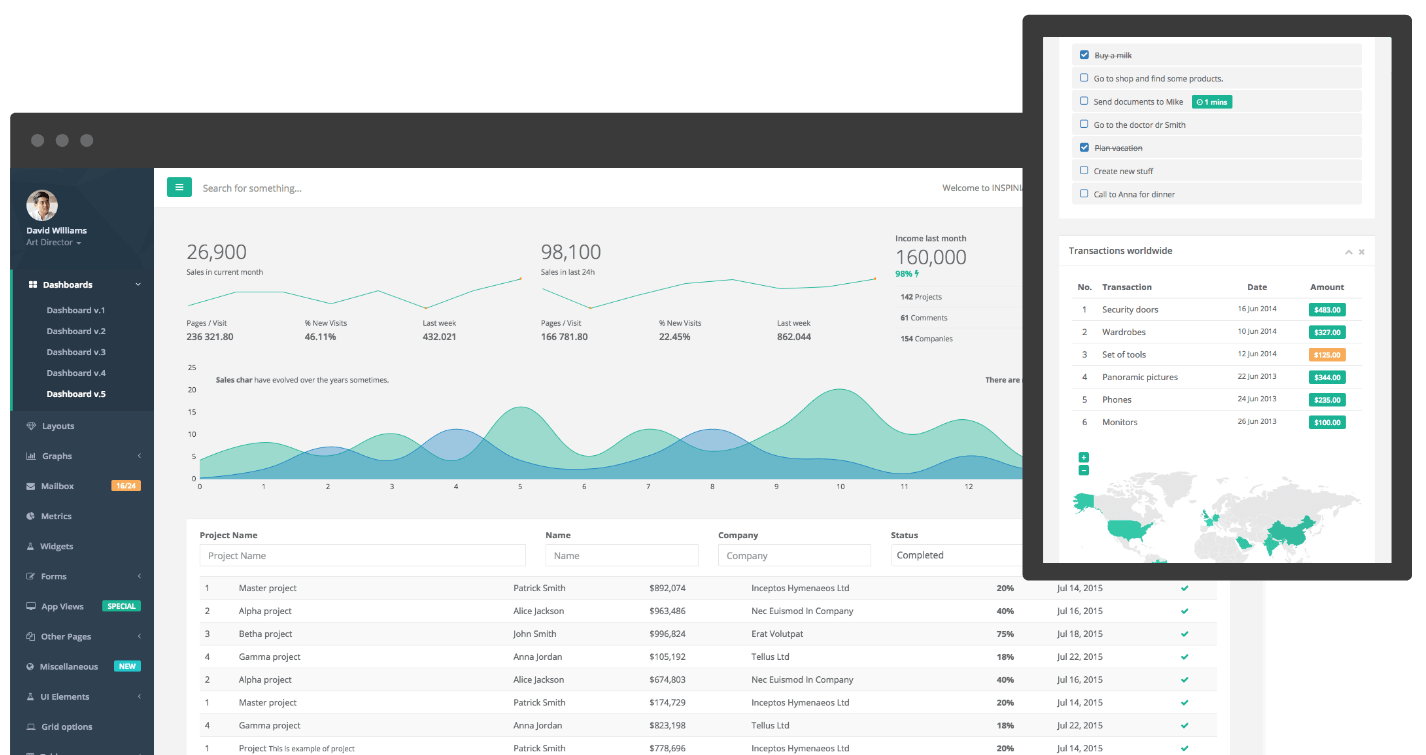 Buy a milk
Go to shop and find some products.
Send documents to Mike 1 mins
Go to the doctor dr Smith
Plan vacation
Create new stuff
Call to Anna for dinner
Transactions worldwide
No. Transaction Date Amount
1 Security doors 16 Jun 2014 $483.00
2 Wardrobes 10 Jun 2014 $327.00
3 Set of tools 12 Jun 2014 $125.00
4 Panoramic pictures 22 Jun 2013 $344.00
5 Phones 24 Jun 2013 $235.00
6 Monitors 26 Jun 2013 $100.00
+
−
David Williams
Art Director
Dashboards
Dashboard v.1
Dashboard v.2
Dashboard v.3
Dashboard v.4
Dashboard v.5
Layouts
Graphs
Mailbox 16/24
Metrics
Widgets
Forms
App Views SPECIAL
Other Pages
Miscellaneous NEW
UI Elements
Grid options
Search for something...
Welcome to INSPINIA
26,900
Sales in current month
Pages / Visit % New Visits Last week
236 321.80 46.11% 432.021
98,100
Sales in last 24h
Pages / Visit % New Visits Last week
166 781.80 22.45% 862.044
Income last month
160,000
98%
142 Projects
61 Comments
154 Companies
Sales char have evolved over the years sometimes.
There are
25
20
15
10
5
0
0 1 2 3 4 5 6 7 8 9 10 11 12
Project Name Name Company Status
Project Name Name Company Completed
1 Master project Patrick Smith $892,074 Inceptos Hymenaeos Ltd 20% Jul 14, 2015
2 Alpha project Alice Jackson $963,486 Nec Euismod In Company 40% Jul 16, 2015
3 Betha project John Smith $996,824 Erat Volutpat 75% Jul 18, 2015
4 Gamma project Anna Jordan $105,192 Tellus Ltd 18% Jul 22, 2015
2 Alpha project Alice Jackson $674,803 Nec Euismod In Company 40% Jul 16, 2015
1 Master project Patrick Smith $174,729 Inceptos Hymenaeos Ltd 20% Jul 14, 2015
4 Gamma project Anna Jordan $823,198 Tellus Ltd 18% Jul 22, 2015
1 Project This is example of project Patrick Smith $778,696 Inceptos Hymenaeos Ltd 20% Jul 14, 2015